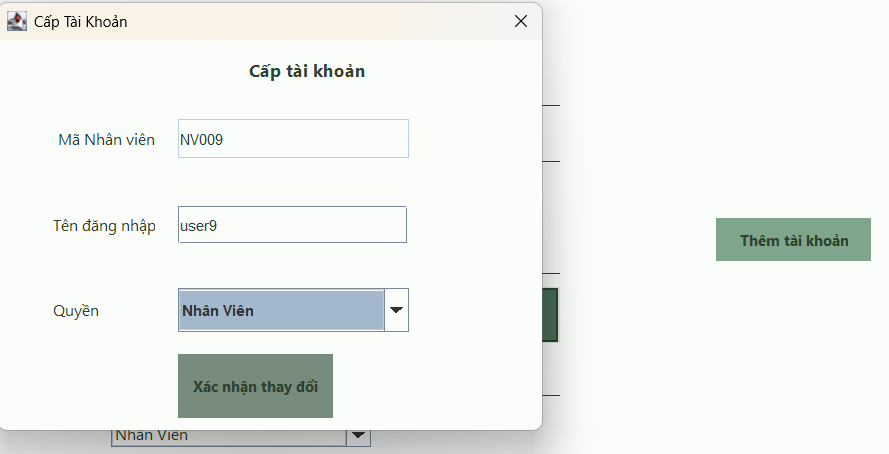 Cấp Tài Khoản
Cấp tài khoản
Mã Nhân viên
NV009
Tên đăng nhập
user9
Thêm tài khoản
Quyền
Nhân Viên
Xác nhận thay đổi
Nhân Viên